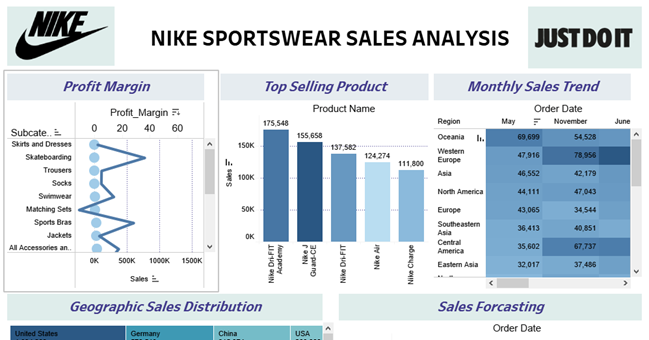 NIKE
NIKE SPORTSWEAR SALES ANALYSIS
JUST DO IT
Profit Margin
Profit_Margin
Subcate..
0 20 40 60
Skirts and Dresses
Skateboarding
Trousers
Socks
Swimwear
Matching Sets
Sports Bras
Jackets
All Accessories an..
0K 500K 1000K 1500K
Sales
Top Selling Product
Product Name
Sales
150K
100K
50K
0K
175,548
155,658
137,582
124,274
111,800
Nike Dri-FIT
Academy
Nike J
Guard-CE
Nike Dri-FIT
Nike Air
Nike Charge
Monthly Sales Trend
Order Date
Region May November June
Oceania 69,699 54,528
Western
Europe 47,916 78,956
Asia 46,552 42,179
North America 44,111 47,043
Europe 43,065 34,544
Southeastern
Asia 36,413 40,851
Central
America 35,602 67,737
Eastern Asia 32,017 37,486
Geographic Sales Distribution
United States Germany China USA
Sales Forcasting
Order Date